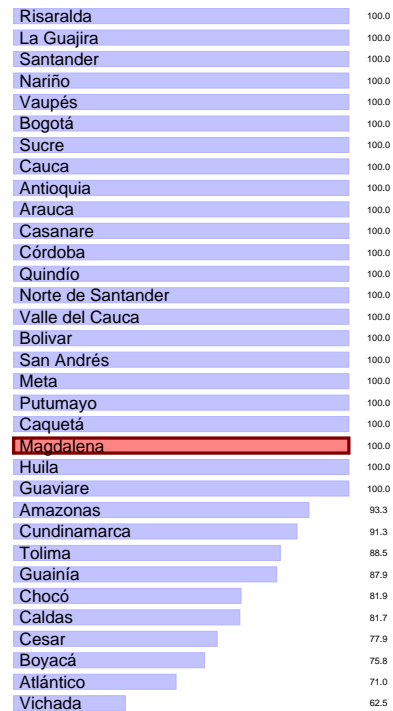 Risaralda 100.0
La Guajira 100.0
Santander 100.0
Nariño 100.0
Vaupés 100.0
Bogotá 100.0
Sucre 100.0
Cauca 100.0
Antioquia 100.0
Arauca 100.0
Casanare 100.0
Córdoba 100.0
Quindío 100.0
Norte de Santander 100.0
Valle del Cauca 100.0
Bolivar 100.0
San Andrés 100.0
Meta 100.0
Putumayo 100.0
Caquetá 100.0
Magdalena 100.0
Huila 100.0
Guaviare 100.0
Amazonas 93.3
Cundinamarca 91.3
Tolima 88.5
Guainía 87.9
Chocó 81.9
Caldas 81.7
Cesar 77.9
Boyacá 75.8
Atlántico 71.0
Vichada 62.5